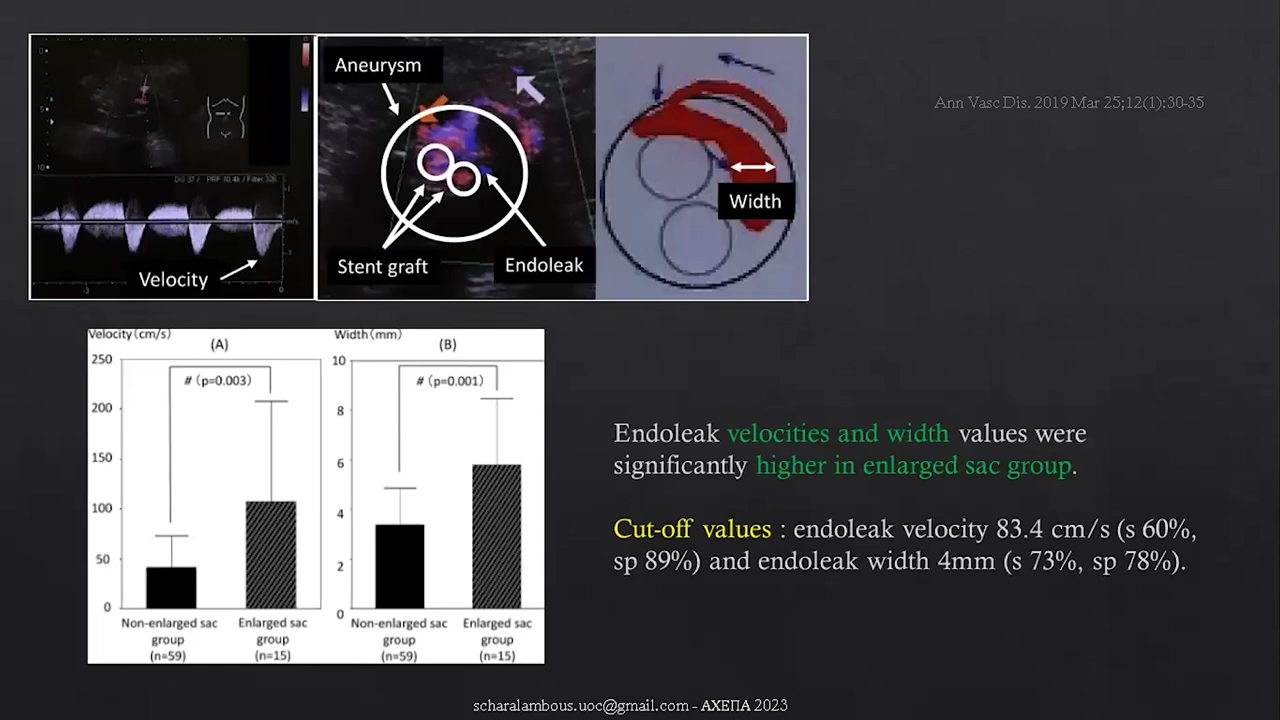 Aneurysm
Stent graft
Endoleak
Velocity
Width
Ann Vasc Dis. 2019 Mar 25;12(1):30-35
Velocity(cm/s)
(A)
250
200
150
100
50
0
# (p=0.003)
Non-enlarged sac
group
(n=59)
Enlarged sac
group
(n=15)
Width(mm)
(B)
10
8
6
4
2
0
# (p=0.001)
Non-enlarged sac
group
(n=59)
Enlarged sac
group
(n=15)
Endoleak velocities and width values were
significantly higher in enlarged sac group.
Cut-off values : endoleak velocity 83.4 cm/s (s 60%,
sp 89%) and endoleak width 4mm (s 73%, sp 78%).
scharalambous.uoc@gmail.com - ΑΧΕΠΑ 2023